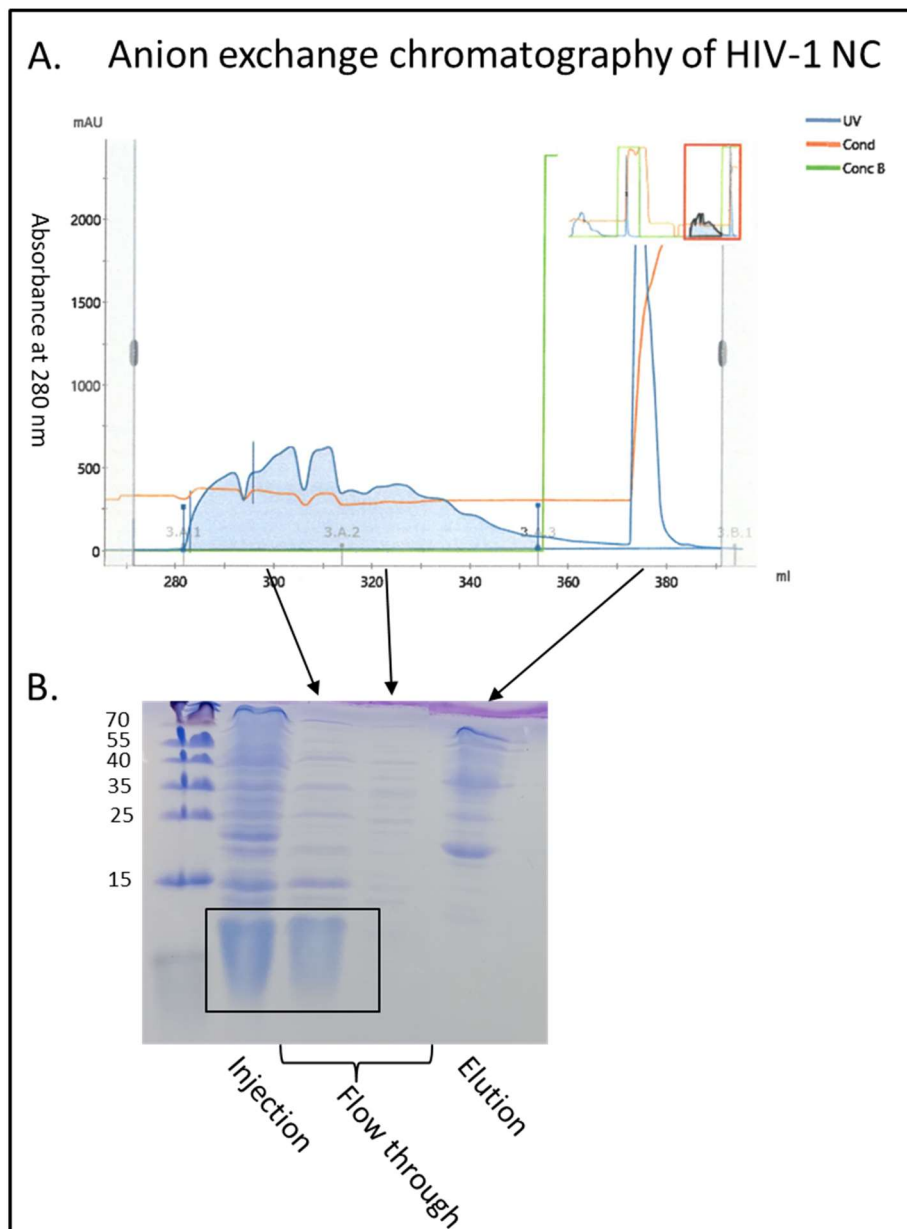 A. Anion exchange chromatography of HIV-1 NC
mAU
UV
Cond
Conc B
Absorbance at 280 nm
2000
1500
1000
500
0
3.A.1
3.A.2
3.B.1
280 300 320 340 360 380 ml
B.
70
55
40
35
25
15
Injection
Flow through
Elution